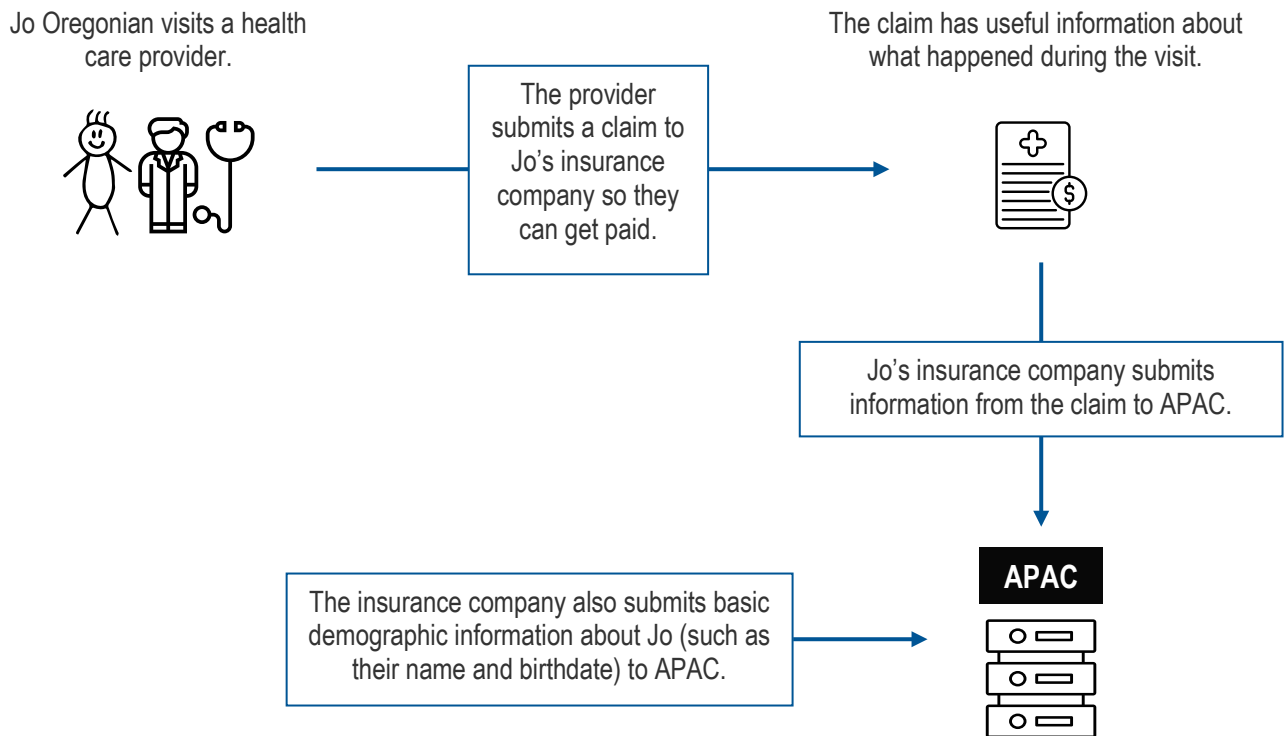 Jo Oregonian visits a health
care provider.
The provider
submits a claim to
Jo’s insurance
company so they
can get paid.
The claim has useful information about
what happened during the visit.
$
Jo’s insurance company submits
information from the claim to APAC.
APAC
The insurance company also submits basic
demographic information about Jo (such as
their name and birthdate) to APAC.